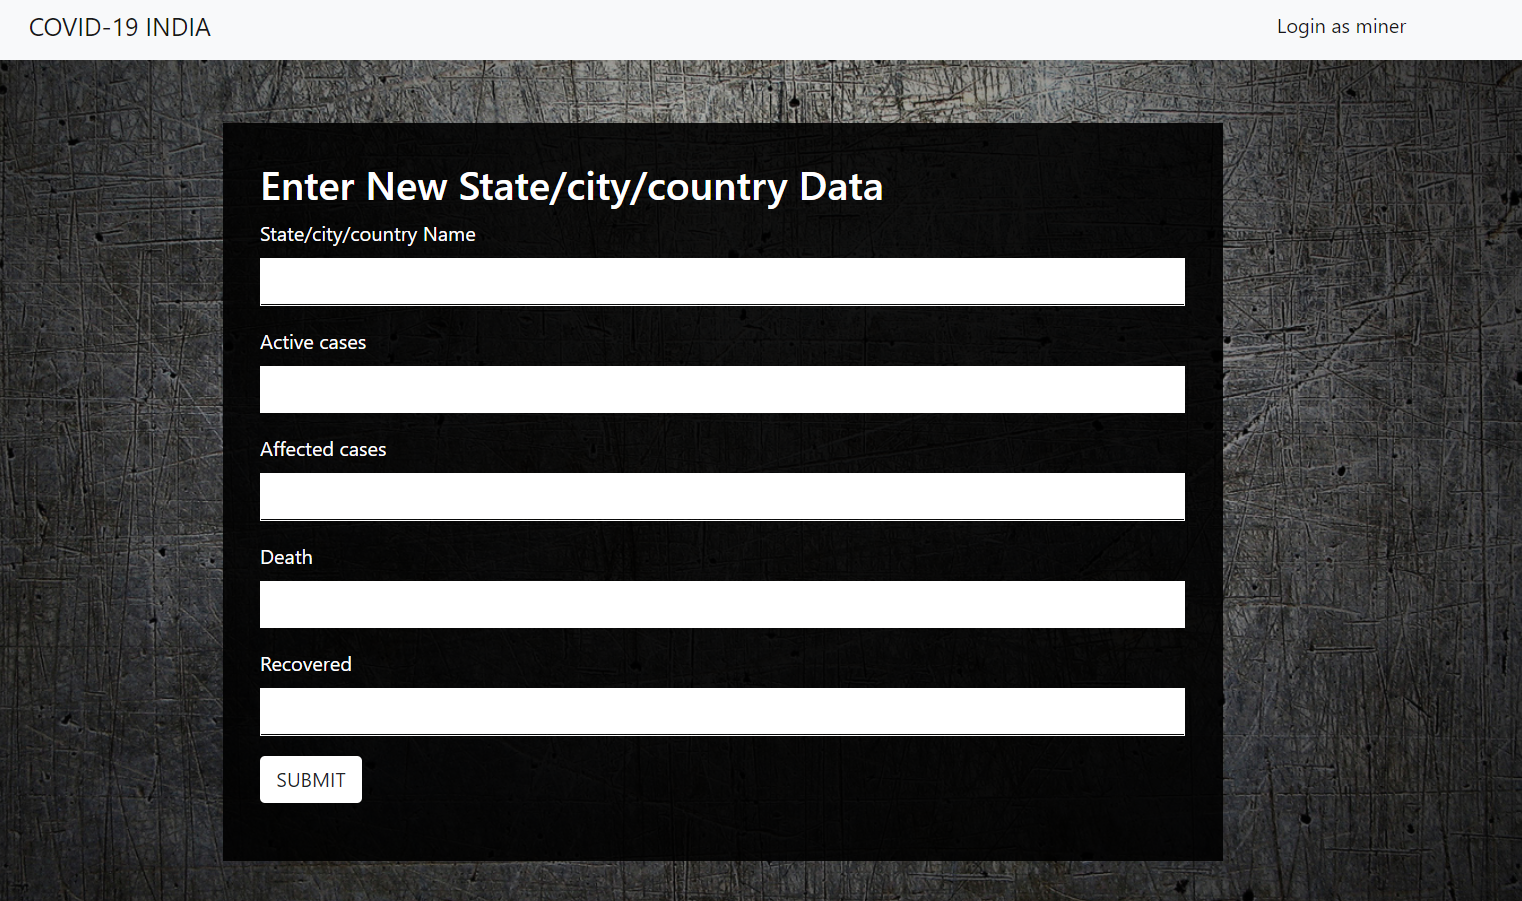 COVID-19 INDIA
Login as miner
Enter New State/city/country Data
State/city/country Name
Active cases
Affected cases
Death
Recovered
SUBMIT